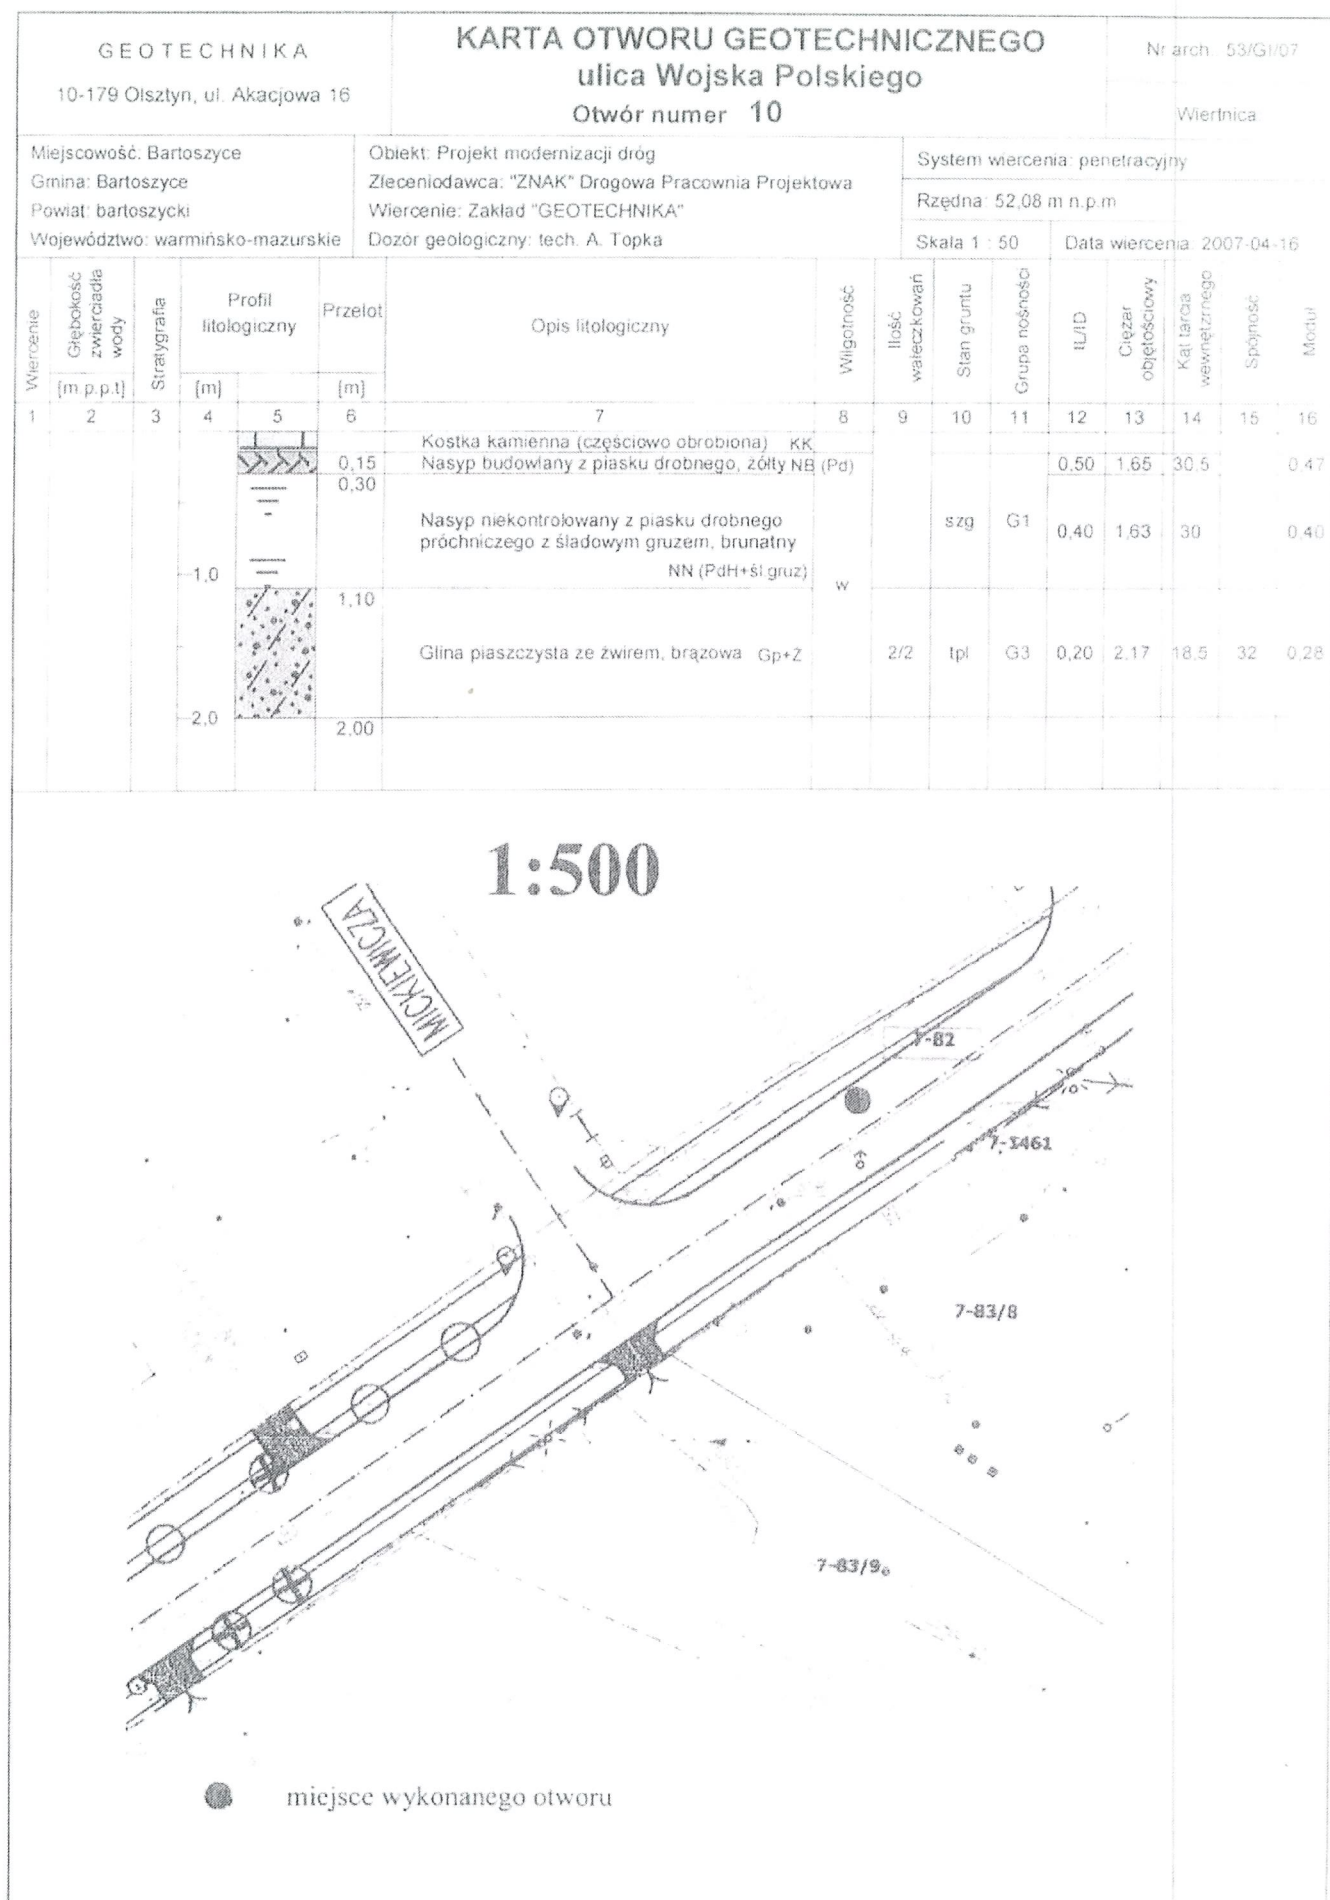 GEOTECHNIKA
10-179 Olsztyn, ul. Akacjowa 16
KARTA OTWORU GEOTECHNICZNEGO
ulica Wojska Polskiego
Otwór numer 10
Nr arch. 53/GI/07
Wiertnica:
Miejscowość: Bartoszyce
Gmina: Bartoszyce
Powiat: bartoszycki
Województwo: warmińsko-mazurskie
Obiekt: Projekt modernizacji dróg
Zleceniodawca: "ZNAK" Drogowa Pracownia Projektowa
Wiercenie: Zakład "GEOTECHNIKA"
Dozór geologiczny: tech. A. Topka
System wiercenia: penetracyjny
Rzędna: 52,08 m n.p.m
Skala 1 : 50
Data wiercenia: 2007-04-16
Wiercenie
Głębokość zwierciadła wody
[m.p.p.t]
Stratygrafia
Profil litologiczny
[m]
Przelot
[m]
Opis litologiczny
Wilgotność
Ilość wałeczkowań
Stan gruntu
Grupa nośności
IL/ID
Ciężar objętościowy
Kąt tarcia wewnętrznego
Spójność
Moduł
1 2 3 4 5 6 7 8 9 10 11 12 13 14 15 16
Kostka kamienna (częściowo obrobiona) KK
0,15 Nasyp budowlany z piasku drobnego, żółty NB (Pd) 0,50 1,65 30,5 0,47
0,30
Nasyp niekontrolowany z piasku drobnego
próchniczego z śladowym gruzem, brunatny
szg G1 0,40 1,63 30 0,40
1,0 NN (PdH+śl.gruz)
w
1,10
Glina piaszczysta ze żwirem, brązowa Gp+Ż 2/2 tpl G3 0,20 2,17 18,5 32 0,28
2,0
2,00
1:500
MICKIEWICZA
7-82
7-1461
7-83/8
7-83/9
miejsce wykonanego otworu